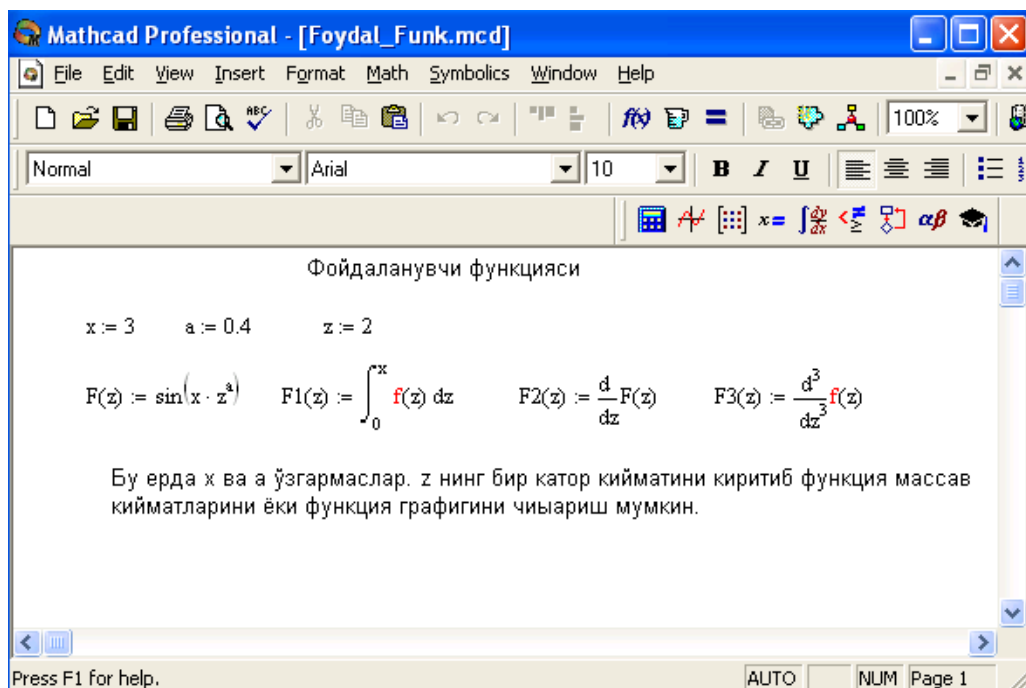 Mathcad Professional - [Foydal_Funk.mcd]
File Edit View Insert Format Math Symbolics Window Help
100%
Normal Arial 10 B I U
Фойдаланувчи функцияси
x := 3 a := 0.4 z := 2
F(z) := sin(x · z^a) F1(z) := ∫_0^x f(z) dz F2(z) := d/dz F(z) F3(z) := d^3/dz^3 f(z)
Бу ерда x ва а ўзгармаслар. z нинг бир катор кийматини киритиб функция массав
кийматларини ёки функция графигини чиыариш мумкин.
Press F1 for help. AUTO NUM Page 1